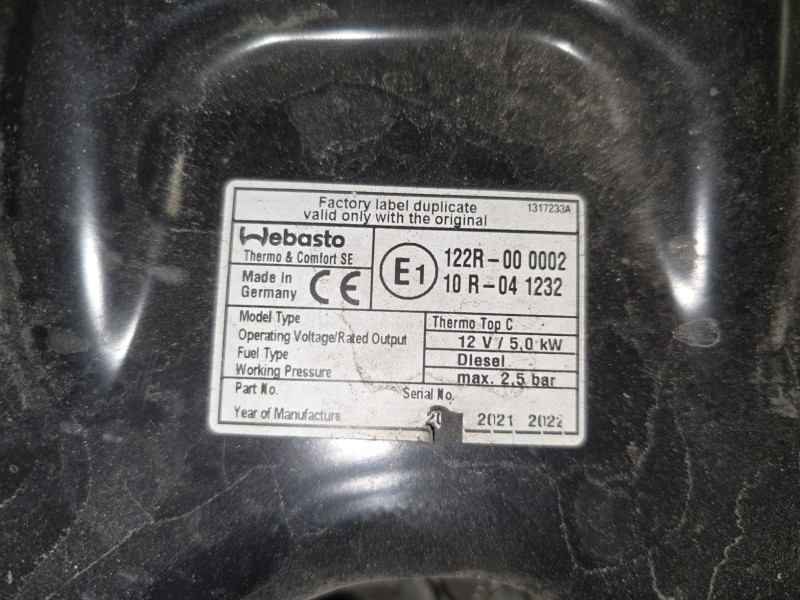 Factory label duplicate 1317233A
valid only with the original
Webasto
Thermo & Comfort SE
Made in
Germany CE
E1
122R-00 0002
10 R-04 1232
Model Type Thermo Top C
Operating Voltage/Rated Output 12 V / 5,0 kW
Fuel Type Diesel
Working Pressure max. 2,5 bar
Part No. Serial No.
Year of Manufacture 2021 2022